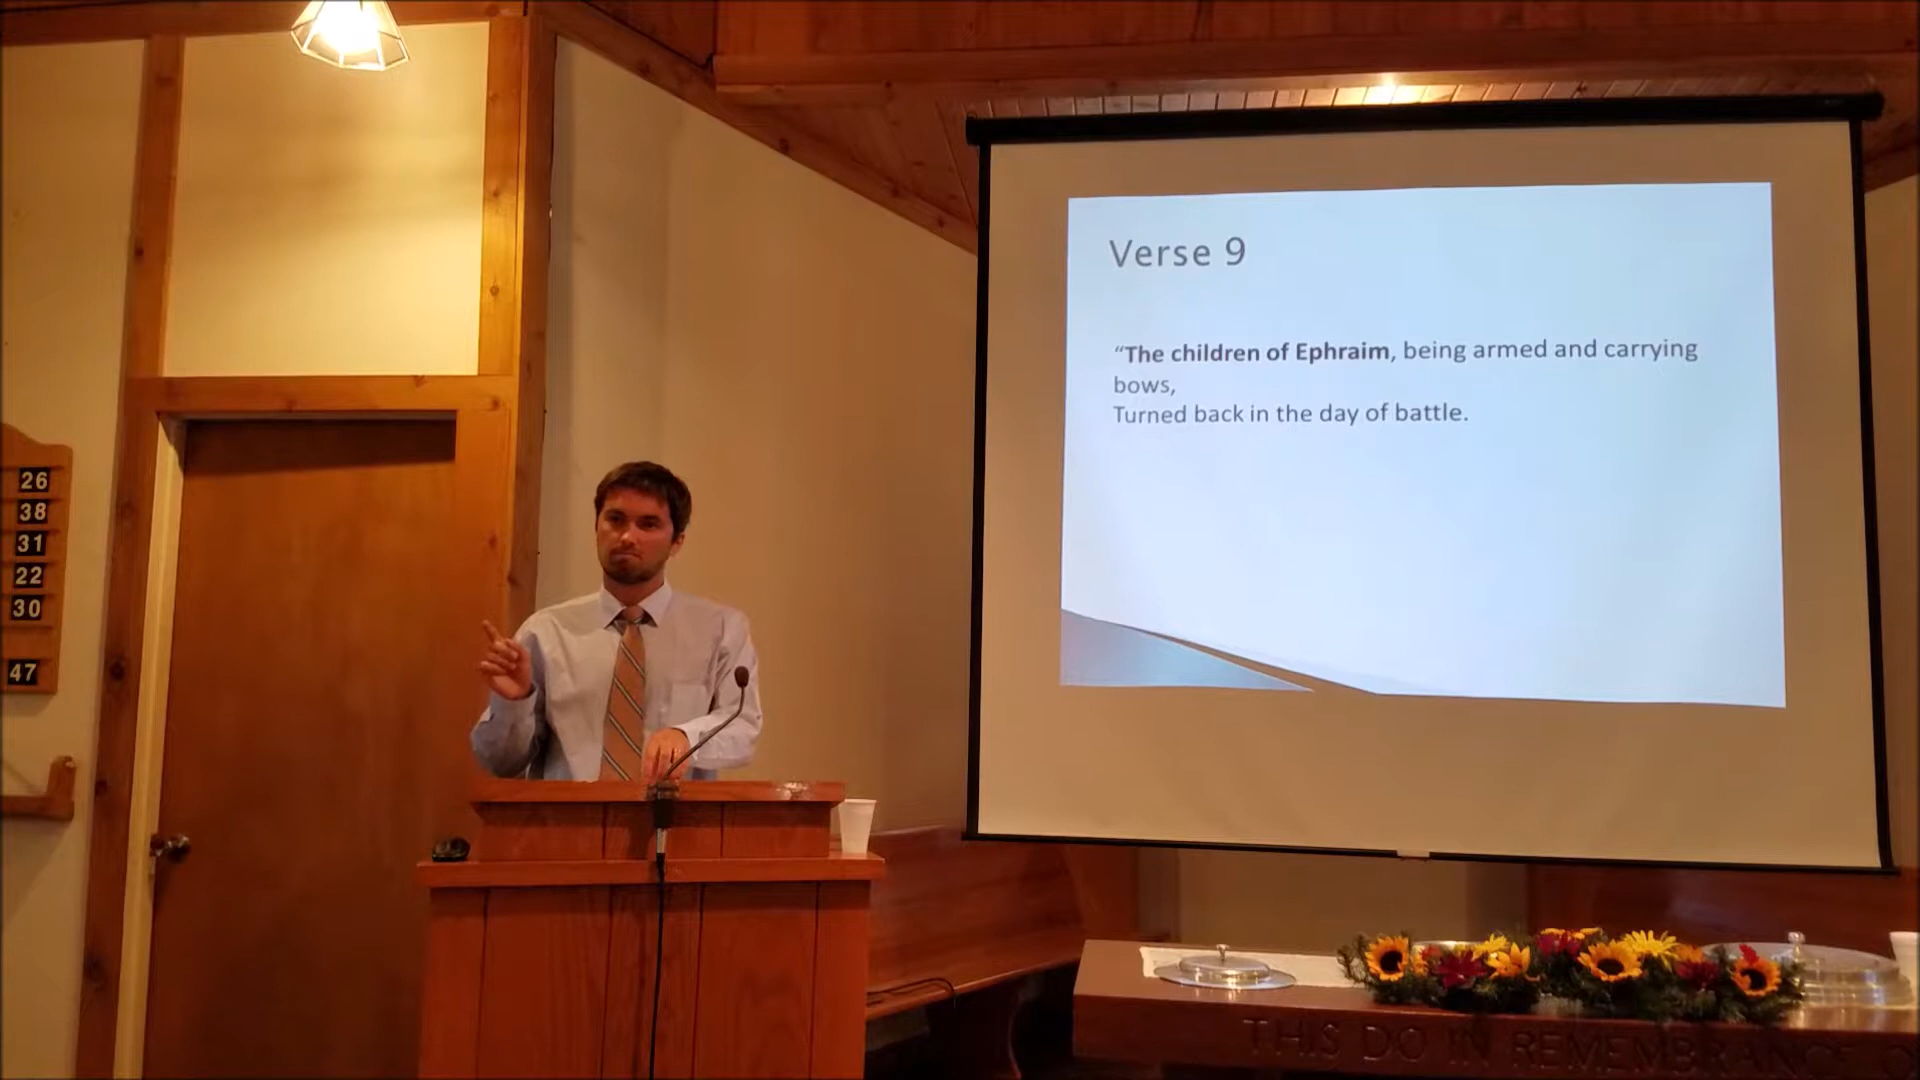 26
38
31
22
30
47
Verse 9
“The children of Ephraim, being armed and carrying
bows,
Turned back in the day of battle.
THIS DO IN REMEMBRANCE O